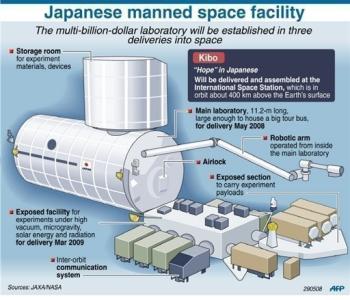 Japanese manned space facility
The multi-billion-dollar laboratory will be established in three
deliveries into space
Storage room
for experiment
materials, devices
Kibo
"Hope" in Japanese
Will be delivered and assembled at the
International Space Station, which is in
orbit about 400 km above the Earth's surface
Main laboratory, 11.2-m long,
large enough to house a big tour bus,
for delivery May 2008
Robotic arm
operated from inside
the main laboratory
Airlock
Exposed section
to carry experiment
payloads
Exposed facility for
experiments under high
vacuum, microgravity,
solar energy and radiation
for delivery Mar 2009
Inter-orbit
communication
system
Sources: JAXA/NASA
290508
AFP